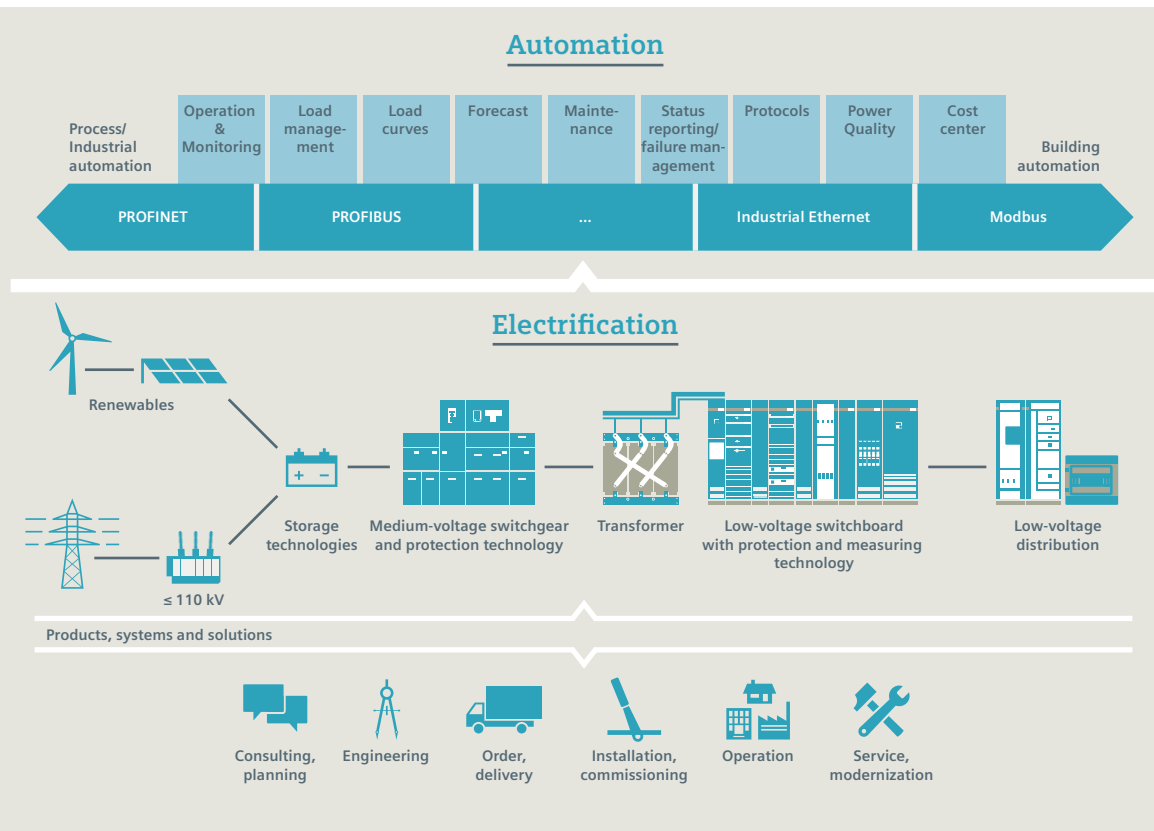 Automation
Process/
Industrial
automation
Operation
&
Monitoring
Load
manage-
ment
Load
curves
Forecast
Mainte-
nance
Status
reporting/
failure man-
agement
Protocols
Power
Quality
Cost
center
Building
automation
PROFINET
PROFIBUS
...
Industrial Ethernet
Modbus
Electrification
Renewables
≤ 110 kV
Storage
technologies
Medium-voltage switchgear
and protection technology
Transformer
Low-voltage switchboard
with protection and measuring
technology
Low-voltage
distribution
Products, systems and solutions
Consulting,
planning
Engineering
Order,
delivery
Installation,
commissioning
Operation
Service,
modernization